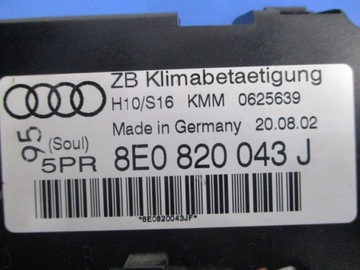 ZB Klimabetaetigung
H10/S16 KMM 0625639
Made in Germany 20.08.02
95 (Soul)
5PR 8E0 820 043 J
*8E0820043JF*